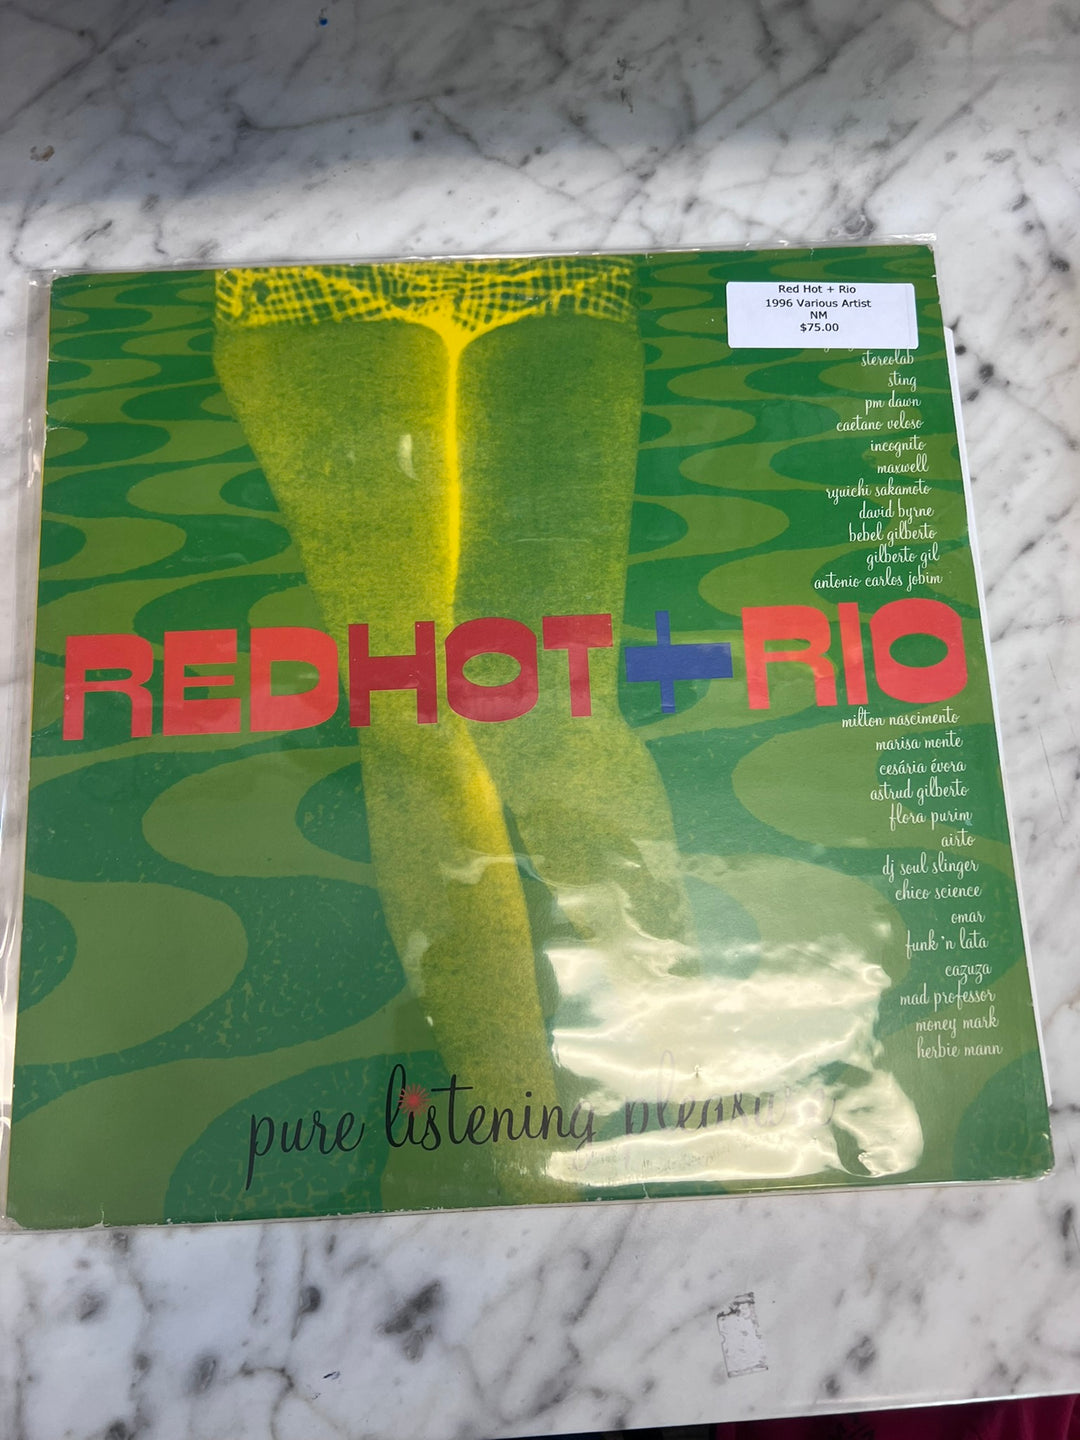 Red Hot + Rio
1996 Various Artist
NM
$75.00
stereolab
sting
pm dawn
caetano veloso
incognito
maxwell
ryuichi sakamoto
david byrne
bebel gilberto
gilberto gil
antonio carlos jobim
REDHOT+RIO
milton nascimento
marisa monte
cesária évora
astrud gilberto
flora purim
airto
dj soul slinger
chico science
omar
funk 'n lata
cazuza
mad professor
money mark
herbie mann
pure listening